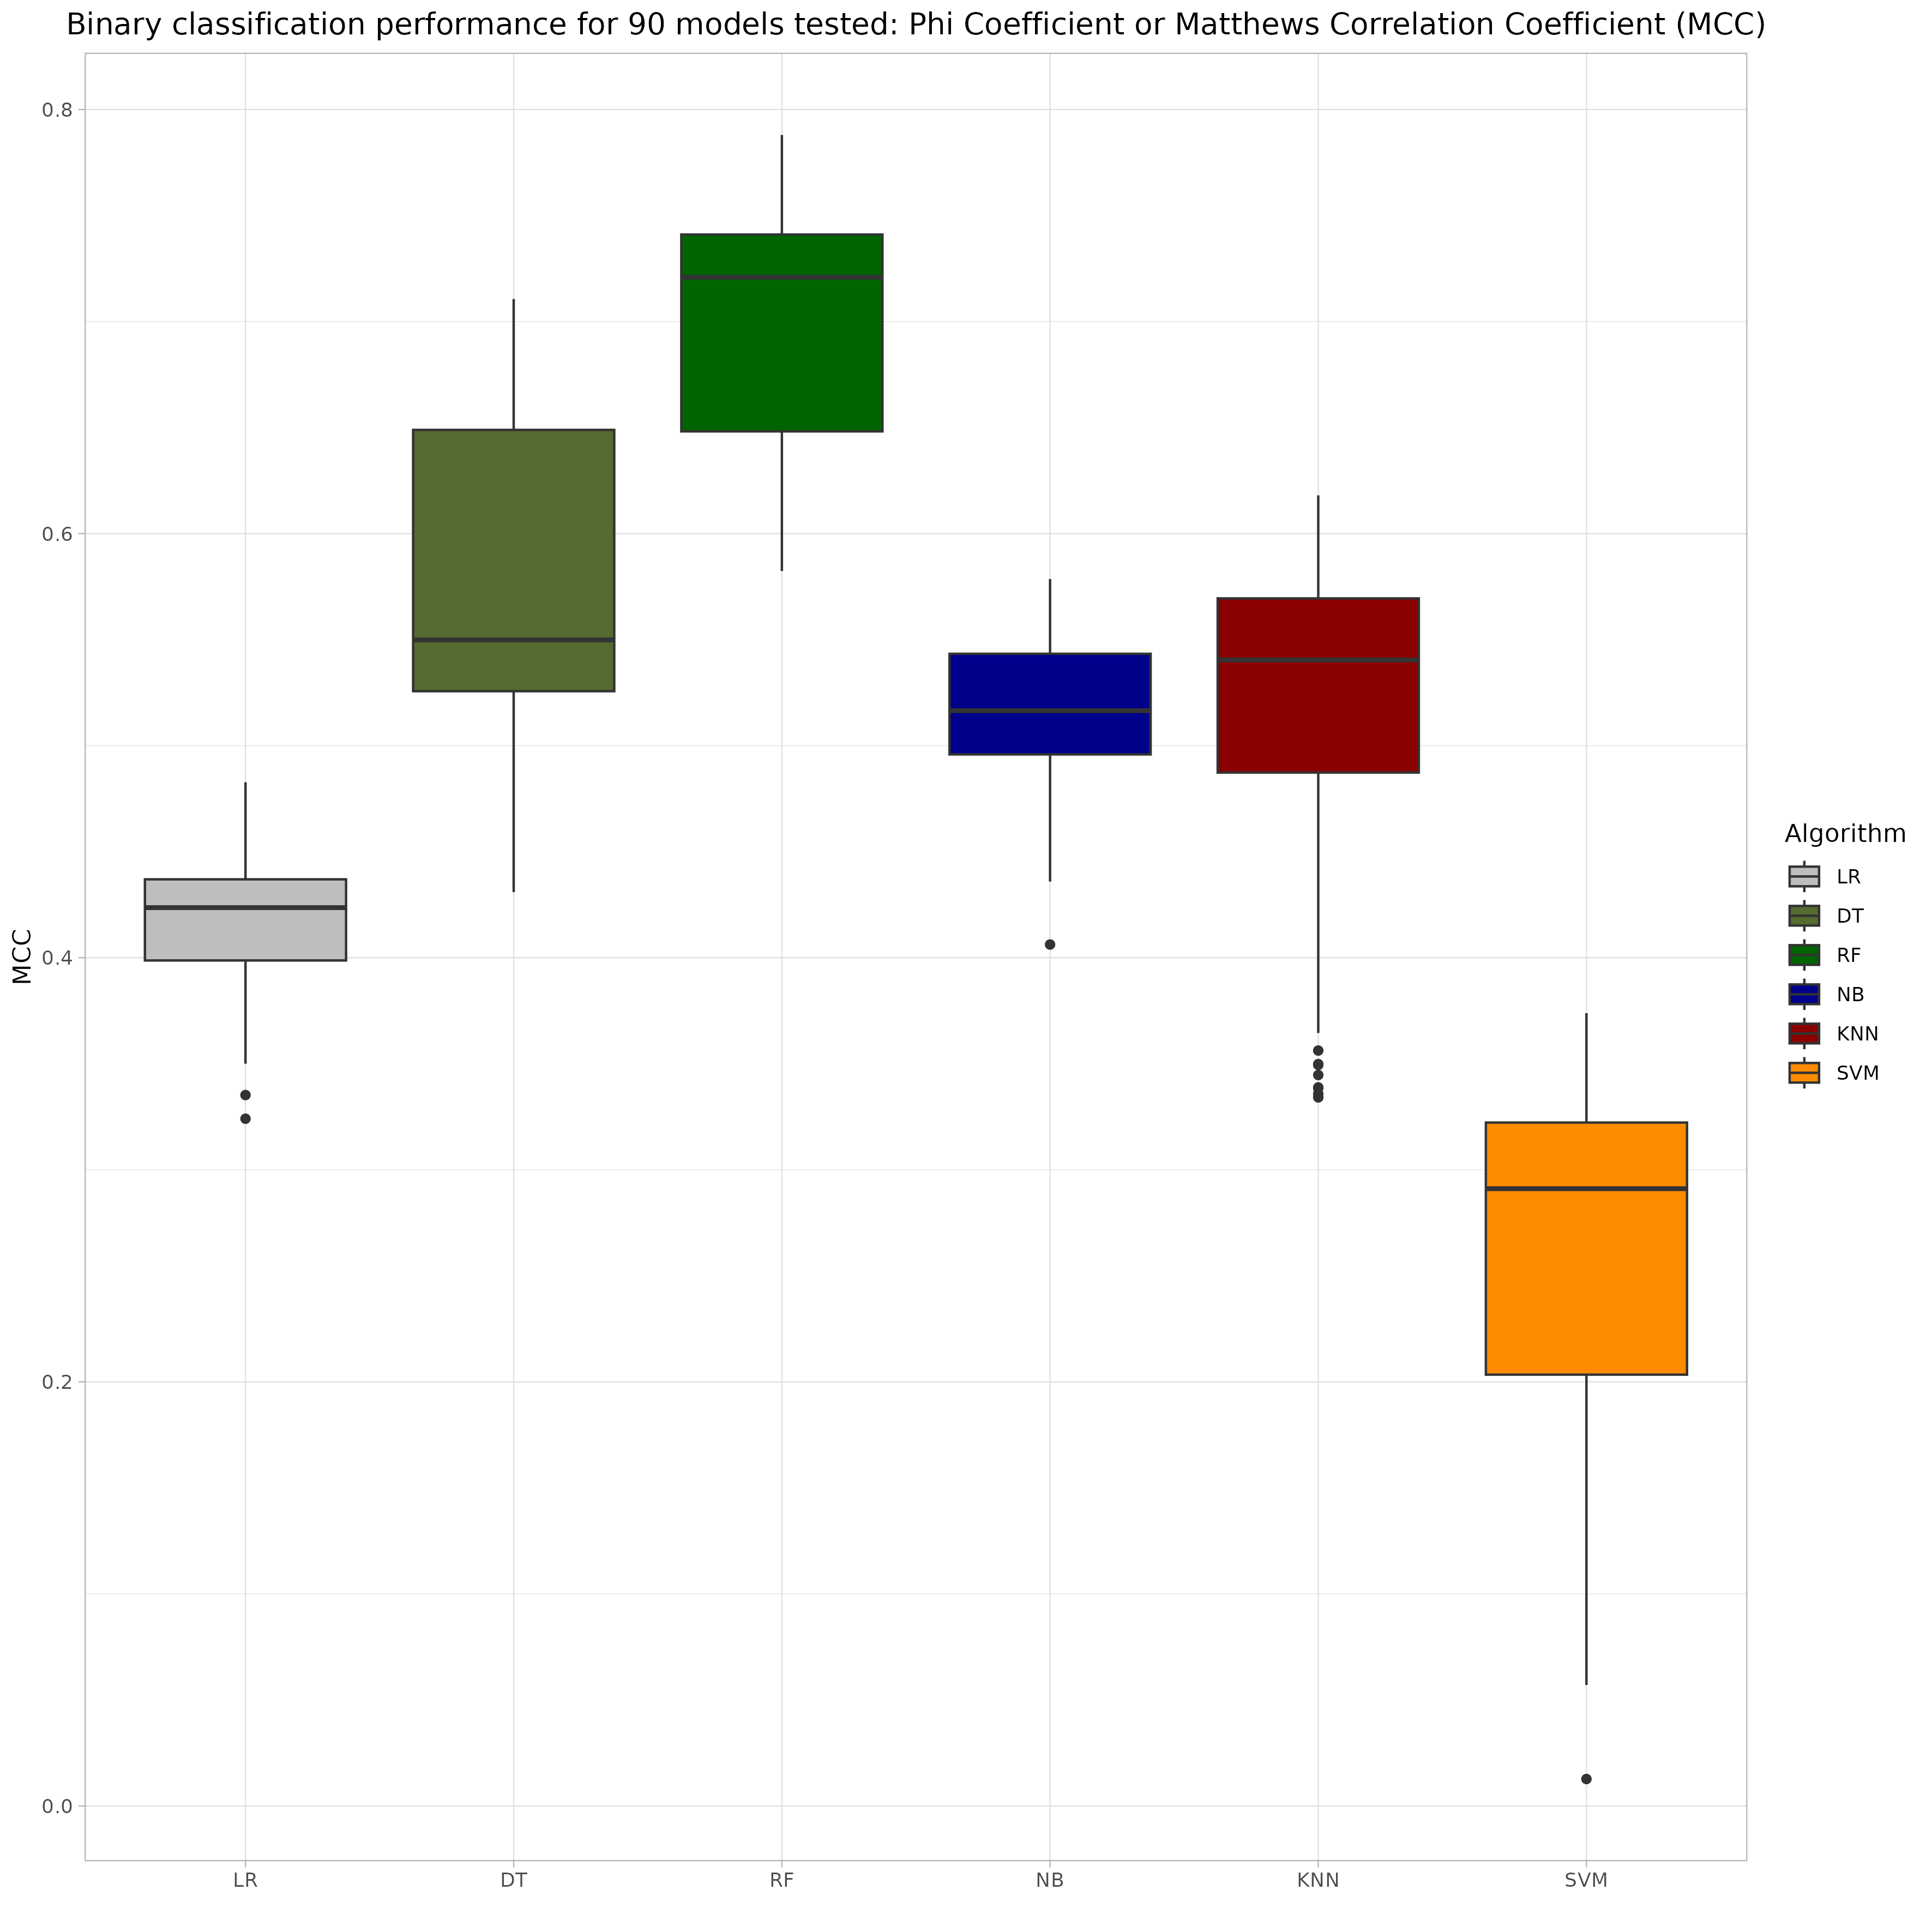 Binary classification performance for 90 models tested: Phi Coefficient or Matthews Correlation Coefficient (MCC)
MCC
0.8
0.6
0.4
0.2
0.0
LR
DT
RF
NB
KNN
SVM
Algorithm
LR
DT
RF
NB
KNN
SVM